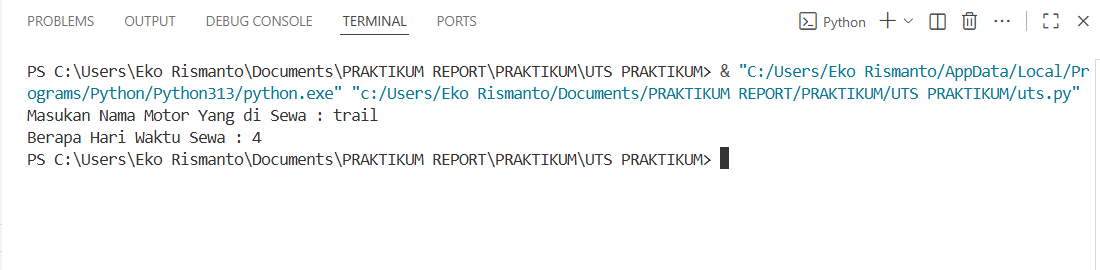 PROBLEMS OUTPUT DEBUG CONSOLE TERMINAL PORTS Python
PS C:\Users\Eko Rismanto\Documents\PRAKTIKUM REPORT\PRAKTIKUM\UTS PRAKTIKUM> & "C:/Users/Eko Rismanto/AppData/Local/Pr
ograms/Python/Python313/python.exe" "c:/Users/Eko Rismanto/Documents/PRAKTIKUM REPORT/PRAKTIKUM/UTS PRAKTIKUM/uts.py"
Masukan Nama Motor Yang di Sewa : trail
Berapa Hari Waktu Sewa : 4
PS C:\Users\Eko Rismanto\Documents\PRAKTIKUM REPORT\PRAKTIKUM\UTS PRAKTIKUM>